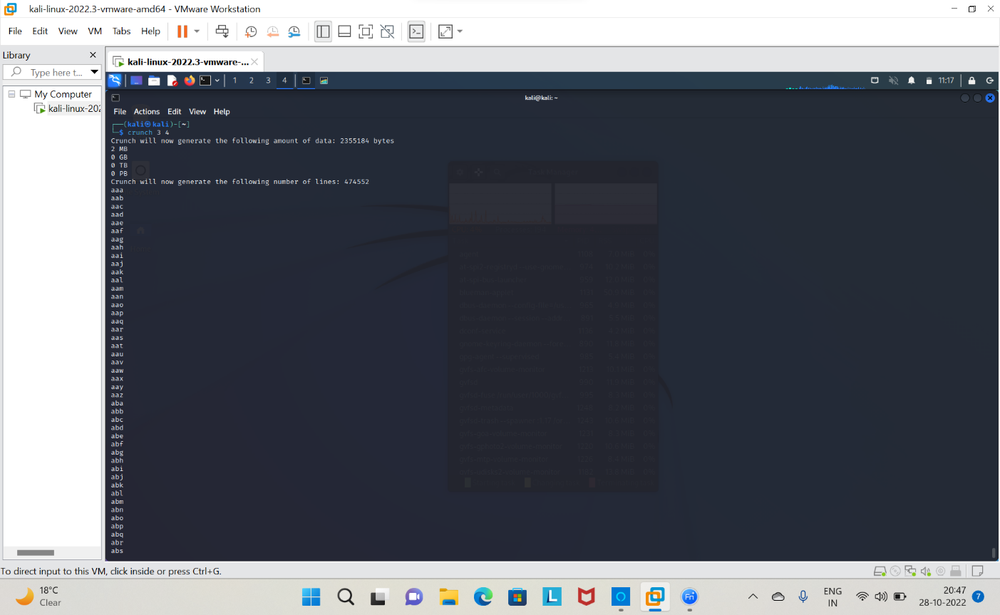 kali-linux-2022.3-vmware-amd64 - VMware Workstation
File Edit View VM Tabs Help
Library
kali-linux-2022.3-vmware-...
Type here t...
1 2 3 4 11:17
My Computer
kali-linux-202
kali@kali: ~
File Actions Edit View Help
┌──(kali㉿kali)-[~]
└─$ crunch 3 4
Crunch will now generate the following amount of data: 2355184 bytes
2 MB
0 GB
0 TB
0 PB
Crunch will now generate the following number of lines: 474552
aaa
aab
aac
aad
aae
aaf
aag
aah
aai
aaj
aak
aal
aam
aan
aao
aap
aaq
aar
aas
aat
aau
aav
aaw
aax
aay
aaz
aba
abb
abc
abd
abe
abf
abg
abh
abi
abj
abk
abl
abm
abn
abo
abp
abq
abr
abs
To direct input to this VM, click inside or press Ctrl+G.
18°C
Clear
L
Fn
ENG
IN
20:47
28-10-2022
7